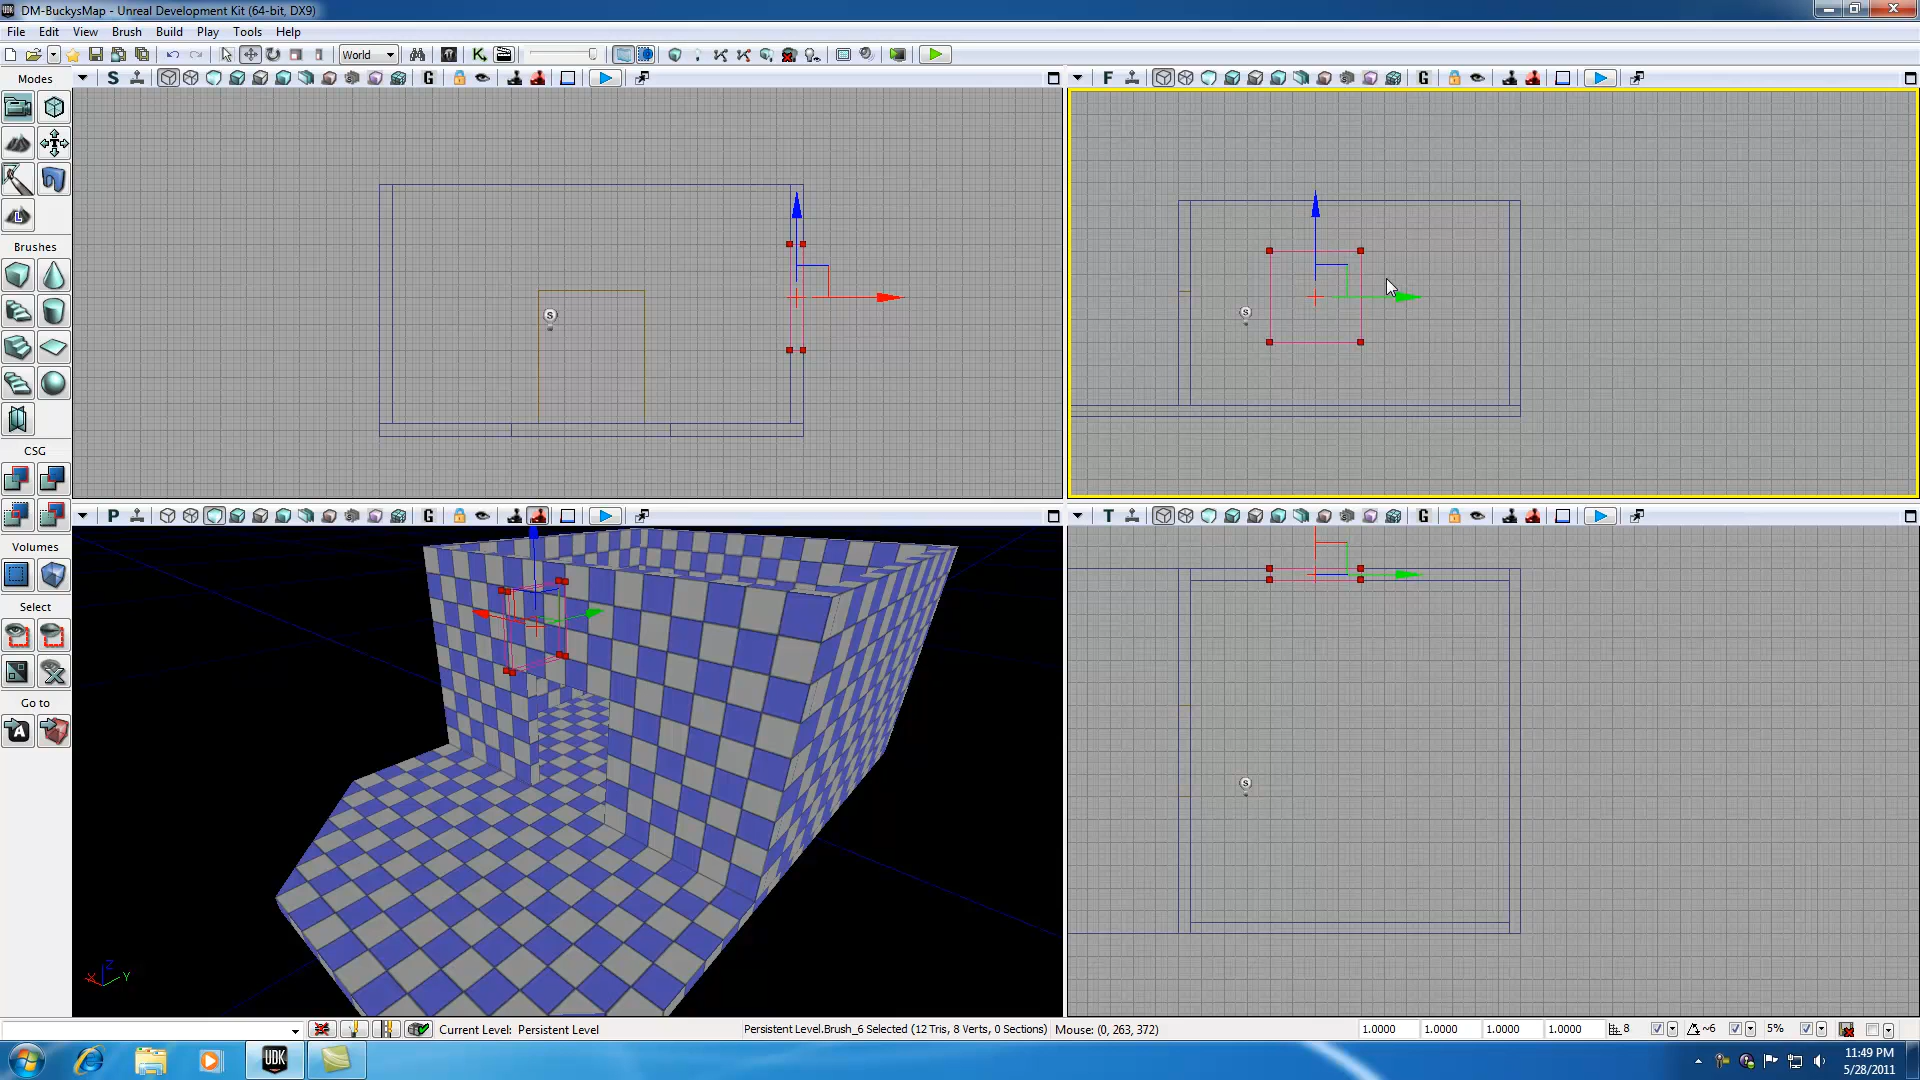 DM-BuckysMap - Unreal Development Kit (64-bit, DX9)
File Edit View Brush Build Play Tools Help
World
Modes
S G
F G
L
Brushes
CSG
Volumes
Select
Go to
A
S
S
P G
T G
S
Z
X Y
Current Level: Persistent Level
Persistent Level.Brush_6 Selected (12 Tris, 8 Verts, 0 Sections)
Mouse: (0, 263, 372)
1.0000 1.0000 1.0000 1.0000 8 ~6 5%
UDK
11:49 PM
5/28/2011